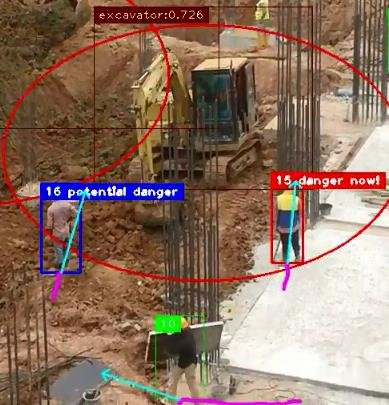 excavator:0.726
16 potential danger
15 danger now!
10